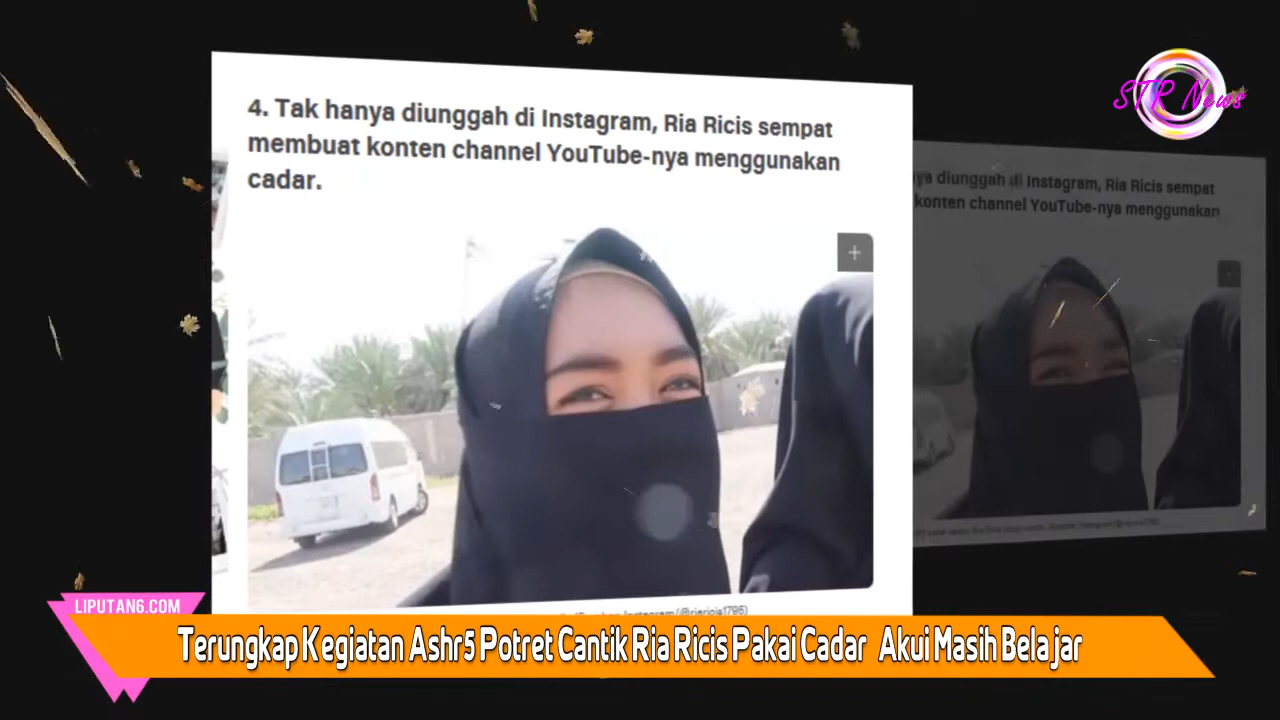 4. Tak hanya diunggah di Instagram, Ria Ricis sempat
membuat konten channel YouTube-nya menggunakan
cadar.
STR News
ya diunggah di Instagram, Ria Ricis sempat
konten channel YouTube-nya menggunakan
LIPUTAN6.COM
Terungkap Kegiatan Ashr5 Potret Cantik Ria Ricis Pakai Cadar Akui Masih Belajar